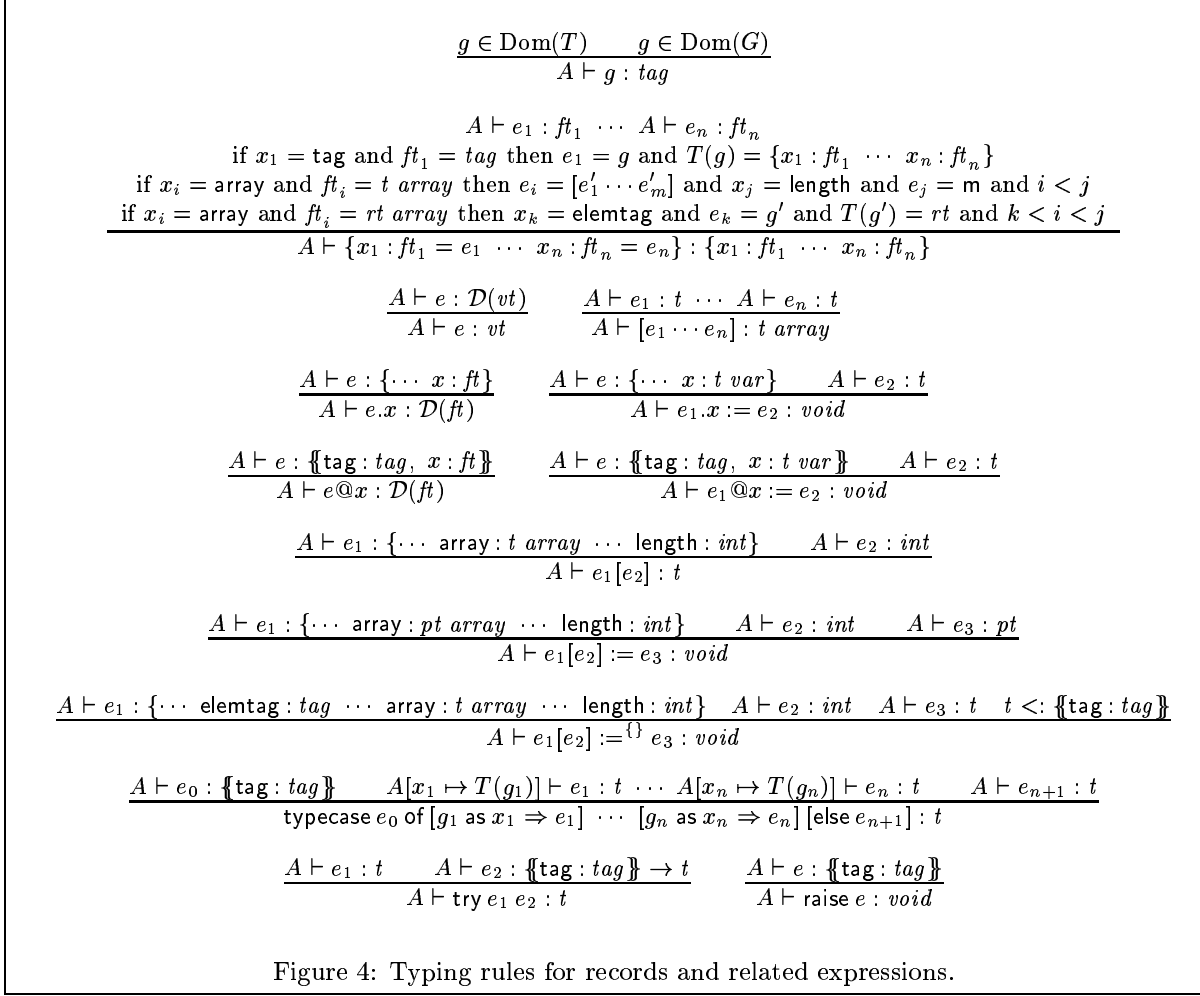 g ∈ Dom(T)    g ∈ Dom(G)
A ⊢ g : tag
A ⊢ e₁ : ft₁ ⋯ A ⊢ eₙ : ftₙ
if x₁ = tag and ft₁ = tag then e₁ = g and T(g) = {x₁ : ft₁ ⋯ xₙ : ftₙ}
if xᵢ = array and ftᵢ = t array then eᵢ = [e′₁ ⋯ e′ₘ] and xⱼ = length and eⱼ = m and i < j
if xᵢ = array and ftᵢ = rt array then xₖ = elemtag and eₖ = g′ and T(g′) = rt and k < i < j
A ⊢ {x₁ : ft₁ = e₁ ⋯ xₙ : ftₙ = eₙ} : {x₁ : ft₁ ⋯ xₙ : ftₙ}
A ⊢ e : 𝒟(vt)    A ⊢ e₁ : t ⋯ A ⊢ eₙ : t
A ⊢ e : vt    A ⊢ [e₁ ⋯ eₙ] : t array
A ⊢ e : {⋯ x : ft}    A ⊢ e : {⋯ x : t var}    A ⊢ e₂ : t
A ⊢ e.x : 𝒟(ft)    A ⊢ e₁.x := e₂ : void
A ⊢ e : ⦃tag : tag, x : ft⦄    A ⊢ e : ⦃tag : tag, x : t var⦄    A ⊢ e₂ : t
A ⊢ e@x : 𝒟(ft)    A ⊢ e₁@x := e₂ : void
A ⊢ e₁ : {⋯ array : t array ⋯ length : int}    A ⊢ e₂ : int
A ⊢ e₁[e₂] : t
A ⊢ e₁ : {⋯ array : pt array ⋯ length : int}    A ⊢ e₂ : int    A ⊢ e₃ : pt
A ⊢ e₁[e₂] := e₃ : void
A ⊢ e₁ : {⋯ elemtag : tag ⋯ array : t array ⋯ length : int}    A ⊢ e₂ : int    A ⊢ e₃ : t    t <: ⦃tag : tag⦄
A ⊢ e₁[e₂] :=^{} e₃ : void
A ⊢ e₀ : ⦃tag : tag⦄    A[x₁ ↦ T(g₁)] ⊢ e₁ : t ⋯ A[xₙ ↦ T(gₙ)] ⊢ eₙ : t    A ⊢ eₙ₊₁ : t
typecase e₀ of [g₁ as x₁ ⇒ e₁] ⋯ [gₙ as xₙ ⇒ eₙ] [else eₙ₊₁] : t
A ⊢ e₁ : t    A ⊢ e₂ : ⦃tag : tag⦄ → t    A ⊢ e : ⦃tag : tag⦄
A ⊢ try e₁ e₂ : t    A ⊢ raise e : void
Figure 4: Typing rules for records and related expressions.